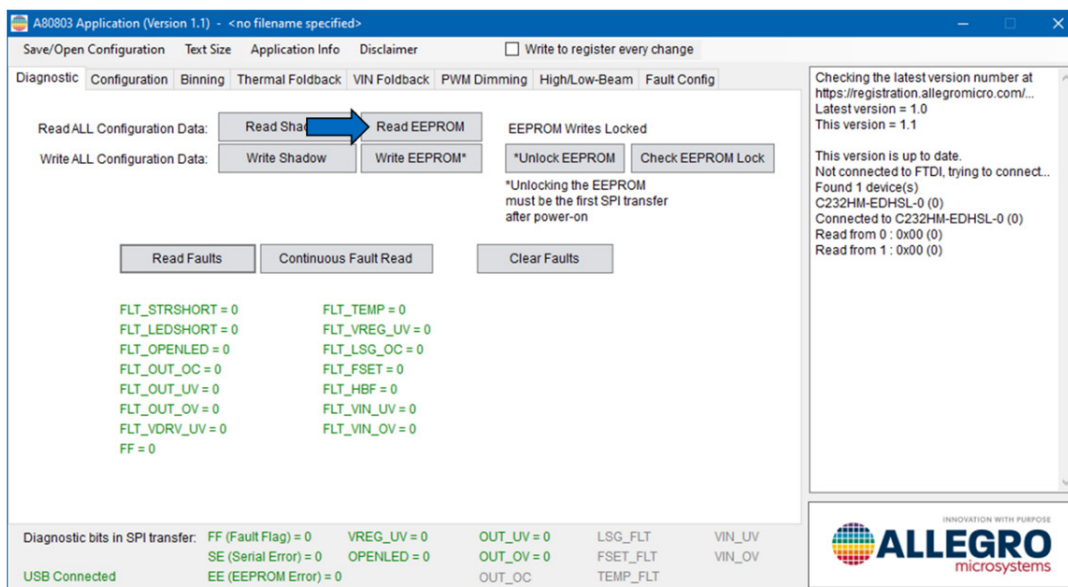 A80803 Application (Version 1.1) - <no filename specified>
Save/Open Configuration Text Size Application Info Disclaimer Write to register every change
Diagnostic Configuration Binning Thermal Foldback VIN Foldback PWM Dimming High/Low-Beam Fault Config
Read ALL Configuration Data: Read Shad Read EEPROM EEPROM Writes Locked
Write ALL Configuration Data: Write Shadow Write EEPROM* *Unlock EEPROM Check EEPROM Lock
*Unlocking the EEPROM
must be the first SPI transfer
after power-on
Read Faults Continuous Fault Read Clear Faults
FLT_STRSHORT = 0 FLT_TEMP = 0
FLT_LEDSHORT = 0 FLT_VREG_UV = 0
FLT_OPENLED = 0 FLT_LSG_OC = 0
FLT_OUT_OC = 0 FLT_FSET = 0
FLT_OUT_UV = 0 FLT_HBF = 0
FLT_OUT_OV = 0 FLT_VIN_UV = 0
FLT_VDRV_UV = 0 FLT_VIN_OV = 0
FF = 0
Checking the latest version number at
https://registration.allegromicro.com/...
Latest version = 1.0
This version = 1.1
This version is up to date.
Not connected to FTDI, trying to connect...
Found 1 device(s)
C232HM-EDHSL-0 (0)
Connected to C232HM-EDHSL-0 (0)
Read from 0 : 0x00 (0)
Read from 1 : 0x00 (0)
Diagnostic bits in SPI transfer: FF (Fault Flag) = 0 VREG_UV = 0 OUT_UV = 0 LSG_FLT VIN_UV
SE (Serial Error) = 0 OPENLED = 0 OUT_OV = 0 FSET_FLT VIN_OV
USB Connected EE (EEPROM Error) = 0 OUT_OC TEMP_FLT
INNOVATION WITH PURPOSE
ALLEGRO
microsystems